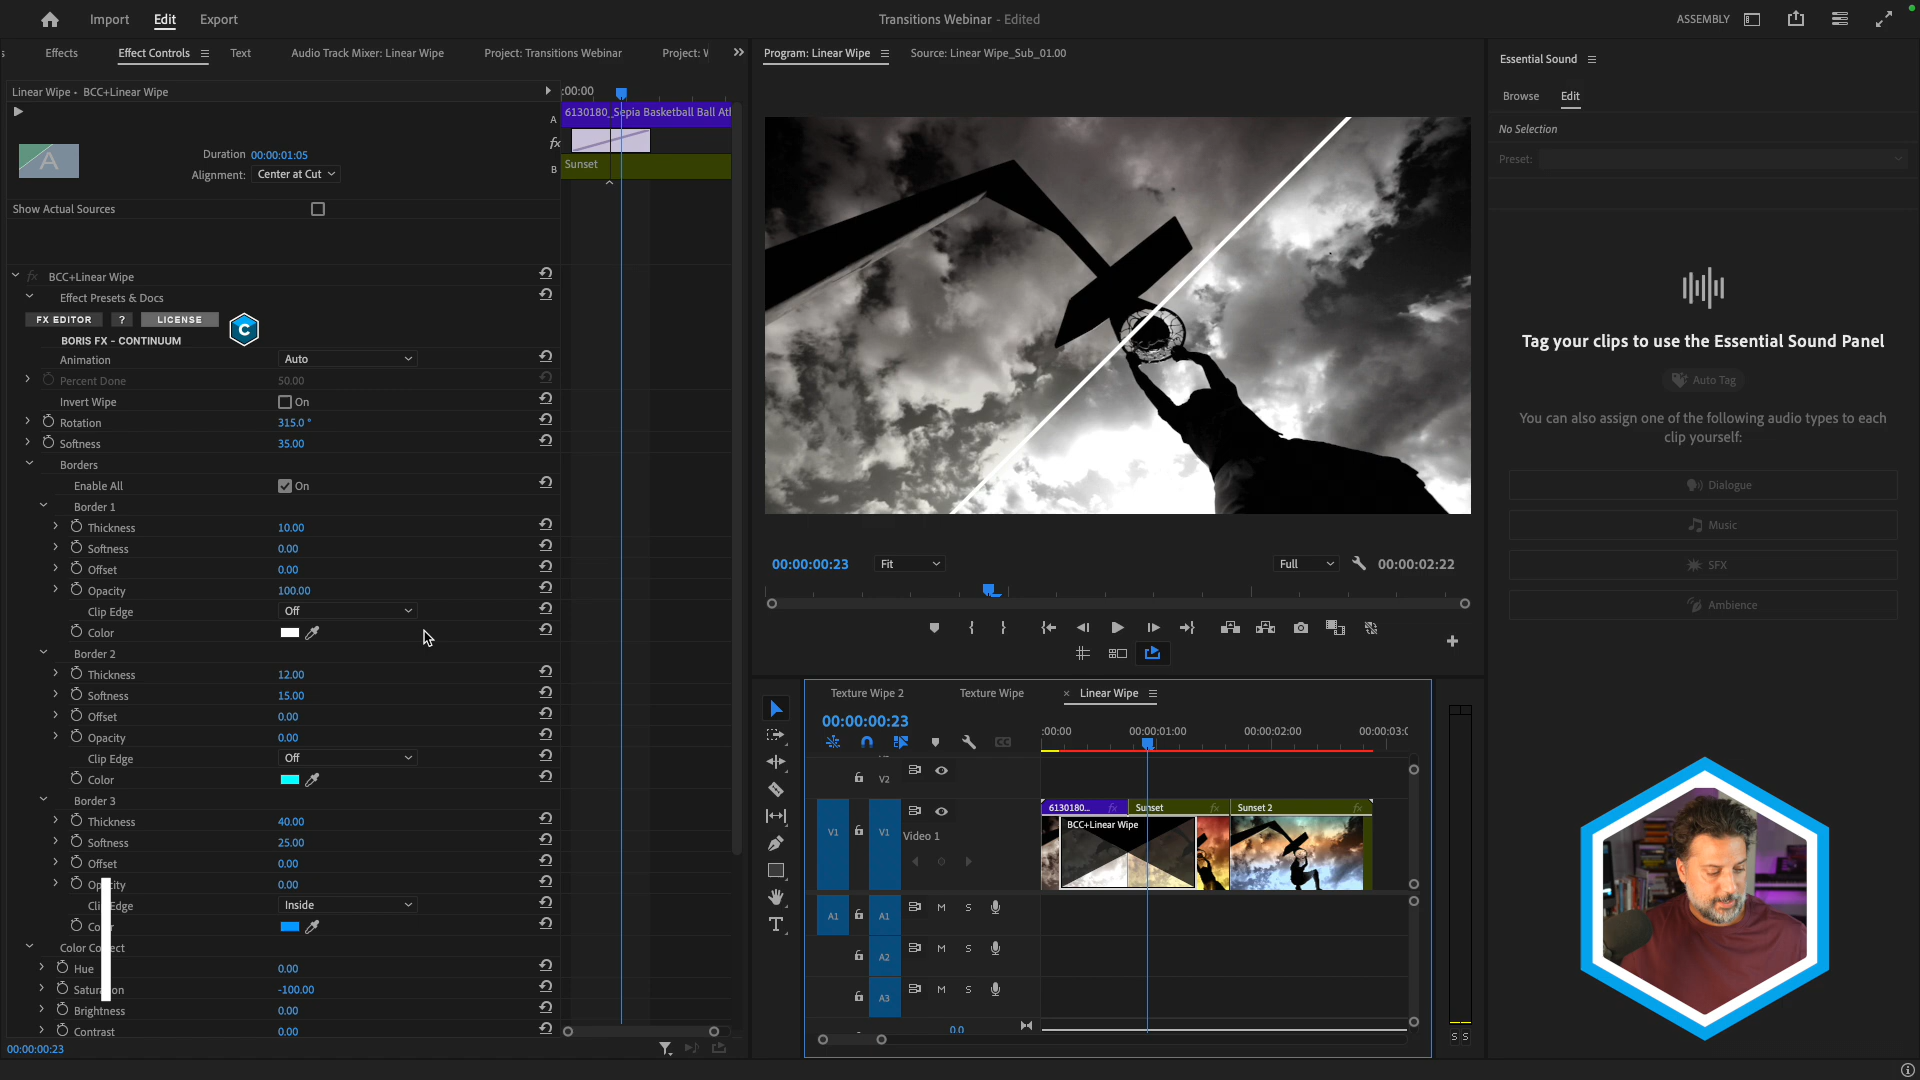 Import
Edit
Export
Transitions Webinar - Edited
ASSEMBLY
Effects
Effect Controls
Text
Audio Track Mixer: Linear Wipe
Project: Transitions Webinar
Project:
Program: Linear Wipe
Source: Linear Wipe_Sub_01.00
Essential Sound
Linear Wipe - BCC+Linear Wipe
:00:00
Browse
Edit
A
6130180_ Sepia Basketball Ball Atl
No Selection
fx
Duration 00:00:01:05
Preset:
B
Sunset
A
Alignment: Center at Cut
Show Actual Sources
fx BCC+Linear Wipe
Effect Presets & Docs
FX EDITOR
?
LICENSE
C
BORIS FX - CONTINUUM
Tag your clips to use the Essential Sound Panel
Animation Auto
Percent Done 50.00
Auto Tag
Invert Wipe On
Rotation 315.0 °
You can also assign one of the following audio types to each
clip yourself:
Softness 35.00
Borders
Enable All On
Dialogue
Border 1
Thickness 10.00
Music
Softness 0.00
Offset 0.00
00:00:00:23
Fit
Full
00:00:02:22
SFX
Opacity 100.00
Clip Edge Off
Ambience
Color
Border 2
Thickness 12.00
Softness 15.00
Texture Wipe 2
Texture Wipe
× Linear Wipe
Offset 0.00
00:00:00:23
Opacity 0.00
:00:00
00:00:01:00
00:00:02:00
00:00:03:0
CC
Clip Edge Off
Color
V2
Border 3
6130180... fx
Sunset fx
Sunset 2 fx
Thickness 40.00
BCC+Linear Wipe
V1
V1
Video 1
Softness 25.00
Offset 0.00
Opacity 0.00
Clip Edge Inside
A1
A1
M
S
Color
Color Correct
A2
M
S
Hue 0.00
Saturation -100.00
A3
M
S
Brightness 0.00
Contrast 0.00
0.0
S S
00:00:00:23